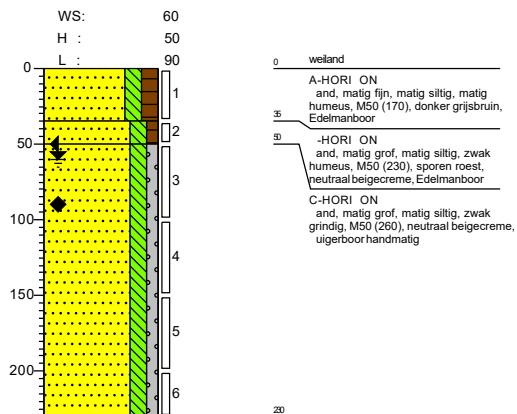 WS: 60
H : 50
L : 90
0
50
100
150
200
1
2
3
4
5
6
0 weiland
A-HORI ON
and, matig fijn, matig siltig, matig
humeus, M50 (170), donker grijsbruin,
Edelmanboor
35
-HORI ON
and, matig grof, matig siltig, zwak
humeus, M50 (230), sporen roest,
neutraal beigecreme, Edelmanboor
50
C-HORI ON
and, matig grof, matig siltig, zwak
grindig, M50 (260), neutraal beigecreme,
uigerboor handmatig
230